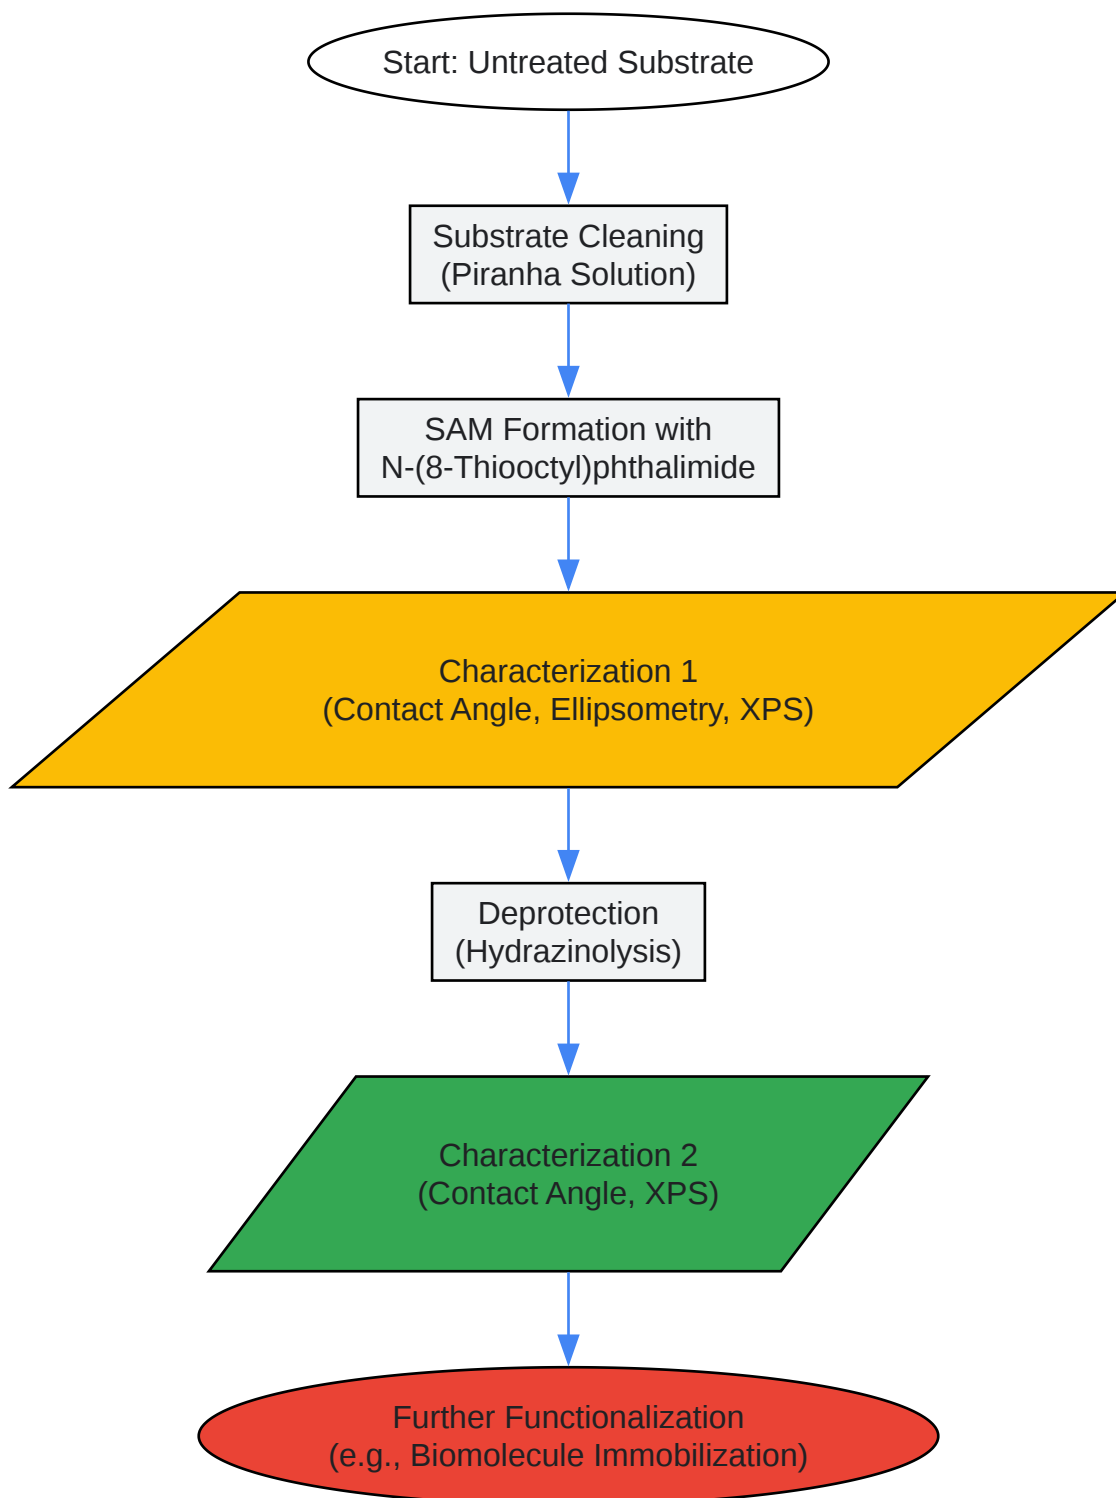 Start: Untreated Substrate
Substrate Cleaning
(Piranha Solution)
SAM Formation with
N-(8-Thiooctyl)phthalimide
Characterization 1
(Contact Angle, Ellipsometry, XPS)
Deprotection
(Hydrazinolysis)
Characterization 2
(Contact Angle, XPS)
Further Functionalization
(e.g., Biomolecule Immobilization)